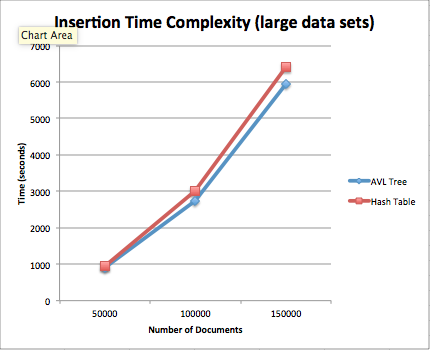 Insertion Time Complexity (large data sets)
Chart Area
7000
6000
5000
4000
3000
2000
1000
0
Time (seconds)
50000
100000
150000
Number of Documents
AVL Tree
Hash Table